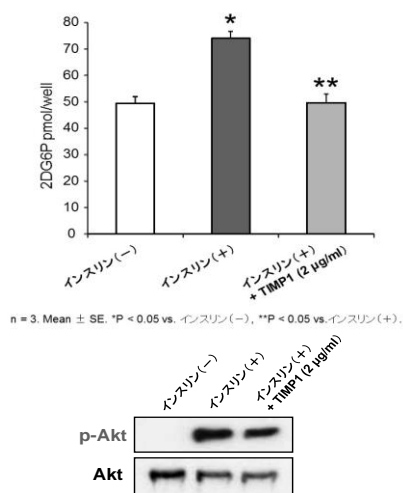 *
**
2DG6P pmol/well
90
80
70
60
50
40
30
20
10
0
インスリン(－)
インスリン(＋)
インスリン(＋)
+ TIMP1 (2 μg/ml)
n = 3. Mean ± SE. *P < 0.05 vs. インスリン(－), **P < 0.05 vs.インスリン(＋).
インスリン(－)
インスリン(＋)
インスリン(＋)
+ TIMP1 (2 μg/ml)
p-Akt
Akt